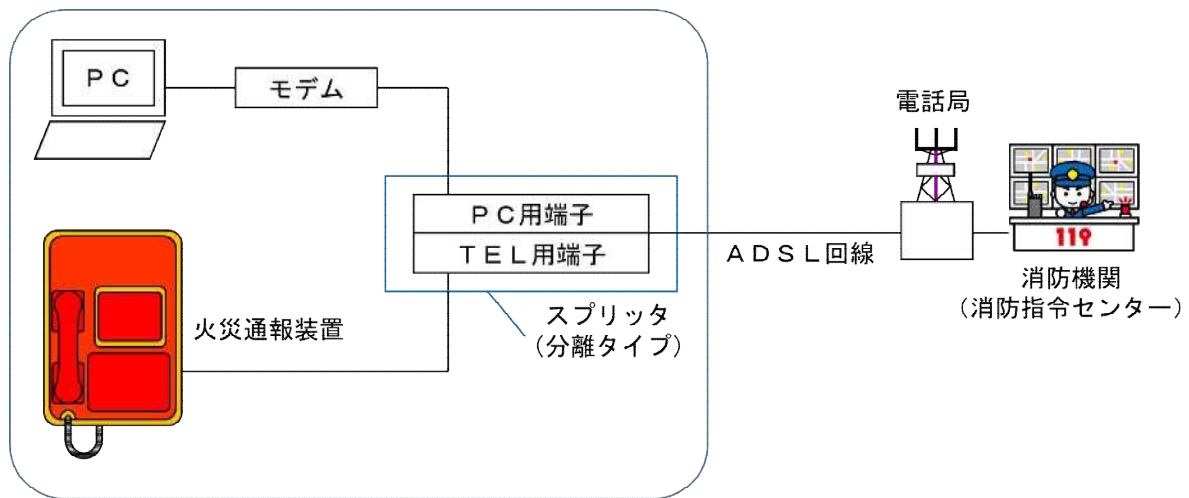 PC
モデム
電話局
PC用端子
TEL用端子
ADSL回線
119
消防機関
(消防指令センター)
スプリッタ
(分離タイプ)
火災通報装置